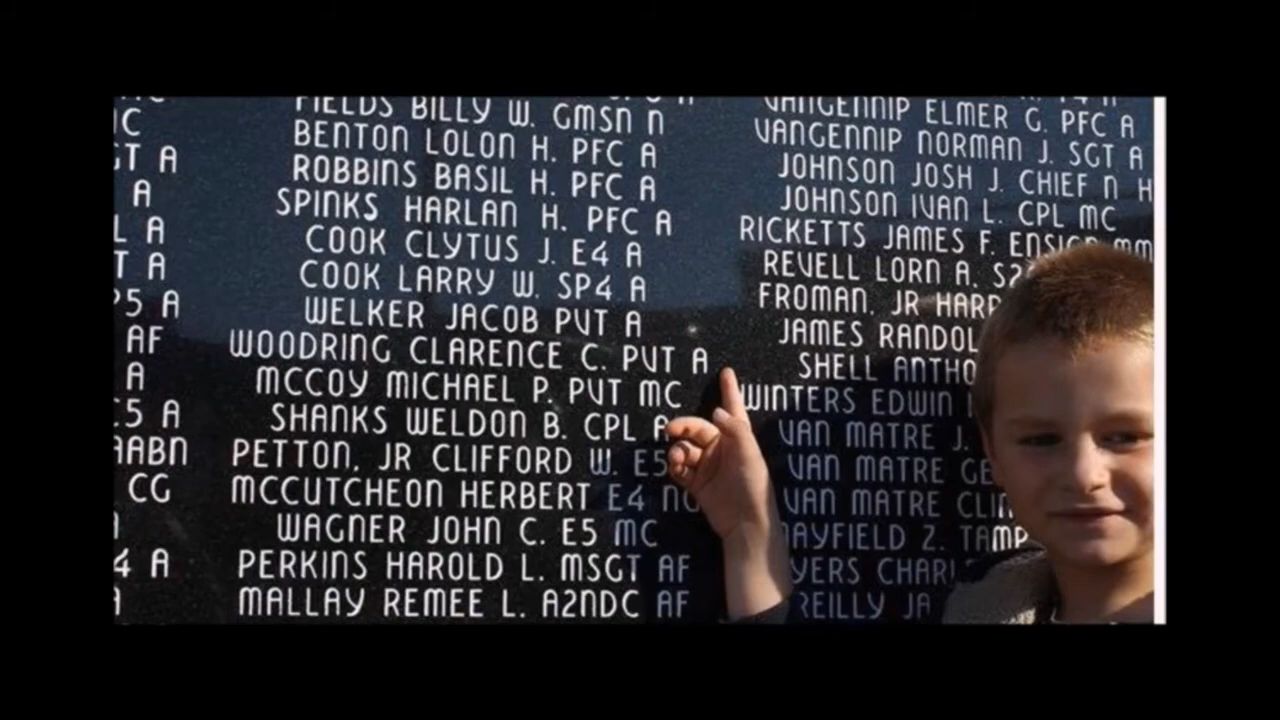 FIELDS BILLY W. GMSN N
BENTON LOLON H. PFC A
ROBBINS BASIL H. PFC A
SPINKS HARLAN H. PFC A
COOK CLYTUS J. E4 A
COOK LARRY W. SP4 A
WELKER JACOB PVT A
WOODRING CLARENCE C. PVT A
MCCOY MICHAEL P. PVT MC
SHANKS WELDON B. CPL A
PETTON, JR CLIFFORD W. E5
MCCUTCHEON HERBERT E4
WAGNER JOHN C. E5 MC
PERKINS HAROLD L. MSGT AF
MALLAY REMEE L. A2NDC AF
VANGENNIP ELMER G. PFC A
VANGENNIP NORMAN J. SGT A
JOHNSON JOSH J. CHIEF N
JOHNSON IVAN L. CPL MC
RICKETTS JAMES F. ENSIGN
REVELL LORN A.
FROMAN, JR
JAMES
SHELL
WINTERS EDWIN
VAN MATRE J.
VAN MATRE
VAN MATRE
Z.
A
A
L A
T A
A
AF
A
A
CG
A